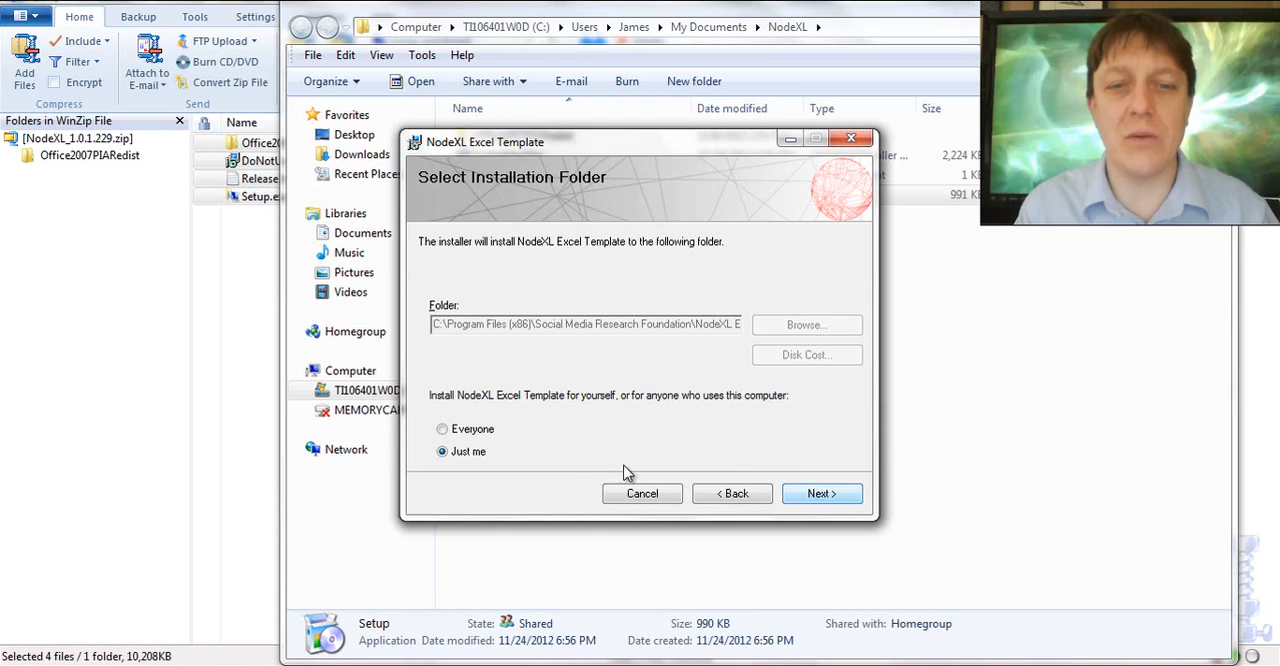 Home Backup Tools Settings
Add Files
Import
Filter
Encrypt
Compress
Attach to E-mail
FTP Upload
Burn CD/DVD
Convert Zip File
Send
Folders in WinZip File
[NodeXL_1.0.1.229.zip]
Office2007PIARedist
Name
Office20
DoNotU
Release
Setup.e
Computer TI106401W0D (C:) Users James My Documents NodeXL
File Edit View Tools Help
Organize Open Share with E-mail Burn New folder
Favorites
Desktop
Downloads
Recent Places
Libraries
Documents
Music
Pictures
Videos
Homegroup
Computer
TI106401W0D
MEMORYCA
Network
Name Date modified Type Size
ller ... 2,224 K
t 1 K
991 K
NodeXL Excel Template
Select Installation Folder
The installer will install NodeXL Excel Template to the following folder.
Folder:
C:\Program Files (x86)\Social Media Research Foundation\NodeXL E
Browse...
Disk Cost...
Install NodeXL Excel Template for yourself, or for anyone who uses this computer:
Everyone
Just me
Cancel < Back Next >
Setup State: Shared Size: 990 KB Shared with: Homegroup
Application Date modified: 11/24/2012 6:56 PM Date created: 11/24/2012 6:56 PM
Selected 4 files / 1 folder, 10,208KB